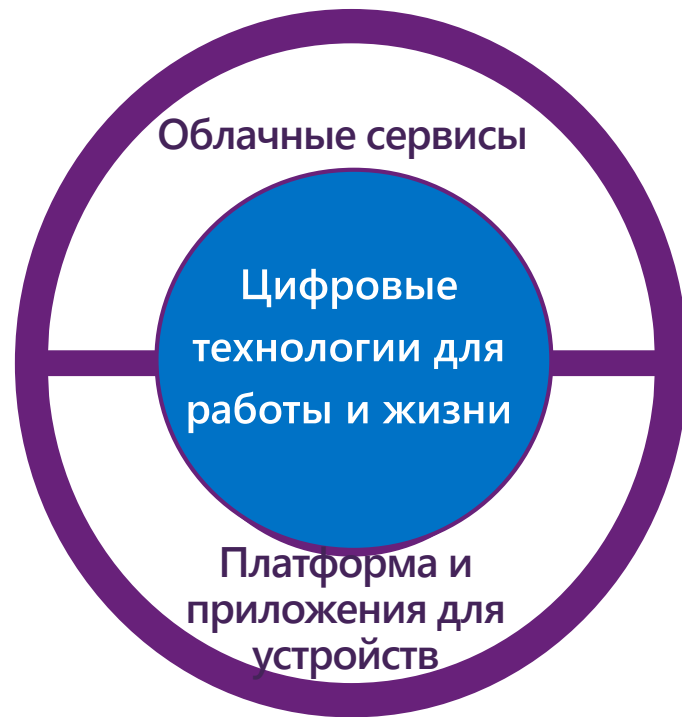 Облачные сервисы
Цифровые
технологии для
работы и жизни
Платформа и
приложения для
устройств